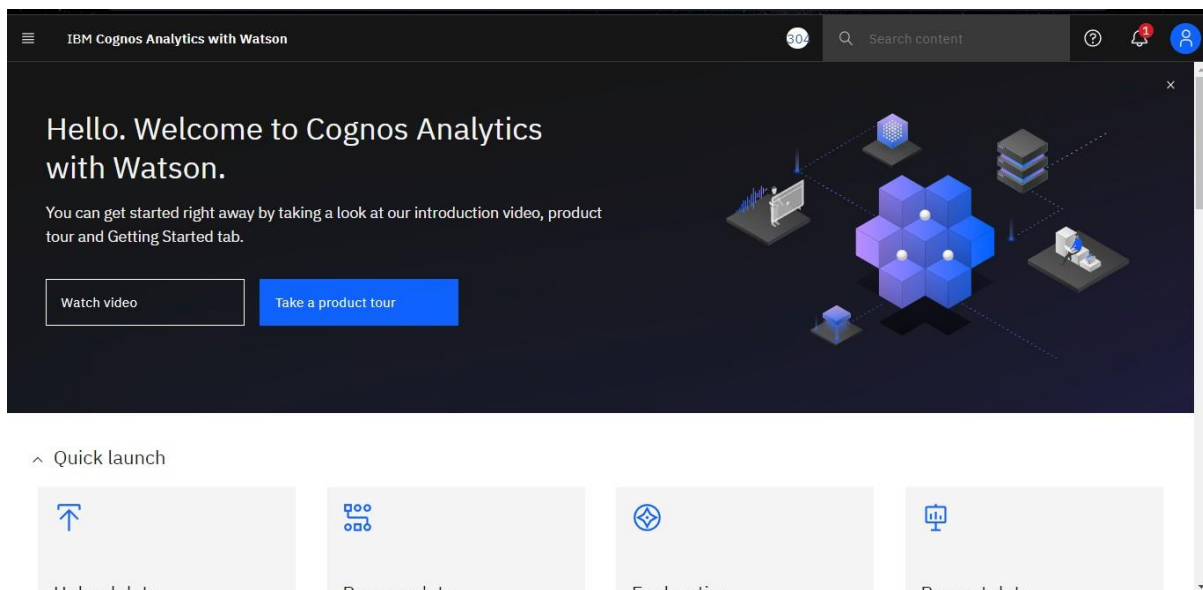 IBM Cognos Analytics with Watson
304
Search content
1
Hello. Welcome to Cognos Analytics
with Watson.
You can get started right away by taking a look at our introduction video, product
tour and Getting Started tab.
Watch video
Take a product tour
Quick launch